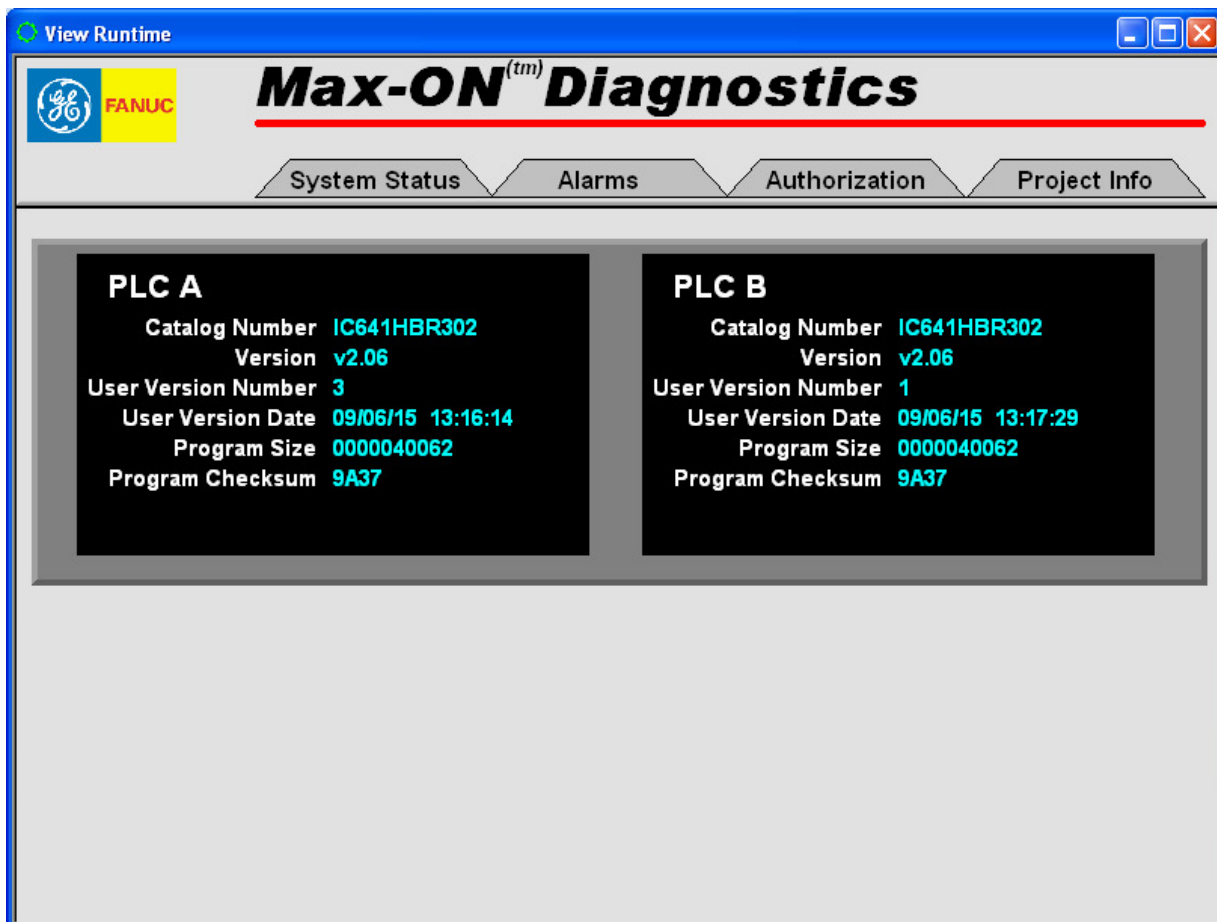 View Runtime
GE FANUC
Max-ON(tm) Diagnostics
System Status Alarms Authorization Project Info
PLC A
Catalog Number IC641HBR302
Version v2.06
User Version Number 3
User Version Date 09/06/15 13:16:14
Program Size 0000040062
Program Checksum 9A37
PLC B
Catalog Number IC641HBR302
Version v2.06
User Version Number 1
User Version Date 09/06/15 13:17:29
Program Size 0000040062
Program Checksum 9A37